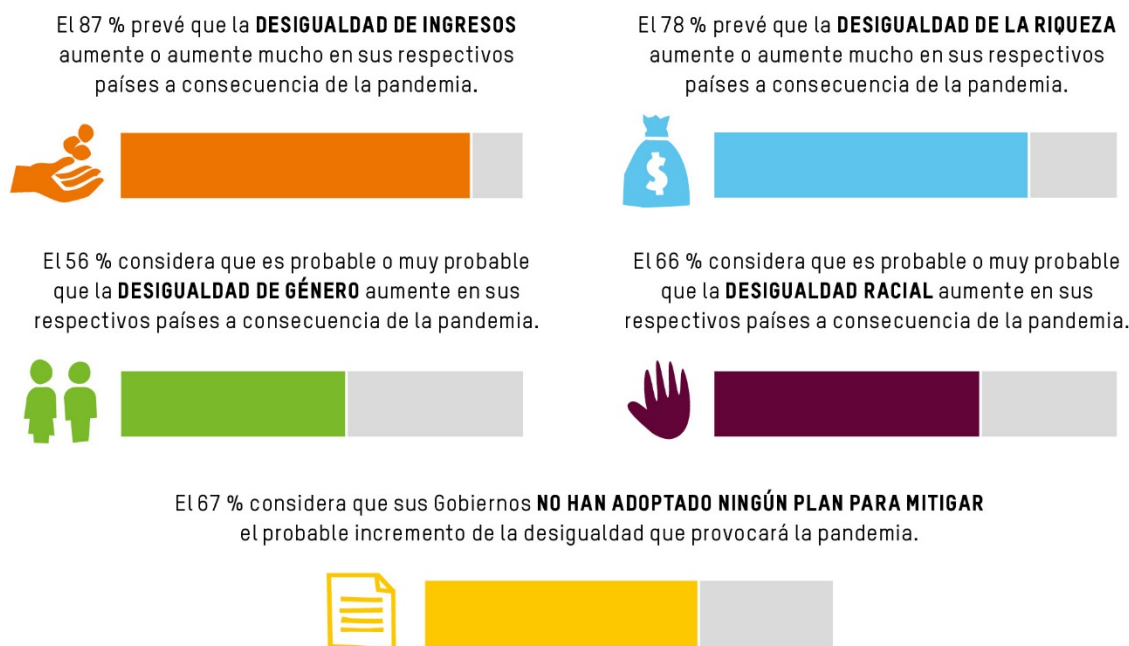 El 87 % prevé que la DESIGUALDAD DE INGRESOS
aumente o aumente mucho en sus respectivos
países a consecuencia de la pandemia.
El 78 % prevé que la DESIGUALDAD DE LA RIQUEZA
aumente o aumente mucho en sus respectivos
países a consecuencia de la pandemia.
$
El 56 % considera que es probable o muy probable
que la DESIGUALDAD DE GÉNERO aumente en sus
respectivos países a consecuencia de la pandemia.
El 66 % considera que es probable o muy probable
que la DESIGUALDAD RACIAL aumente en sus
respectivos países a consecuencia de la pandemia.
El 67 % considera que sus Gobiernos NO HAN ADOPTADO NINGÚN PLAN PARA MITIGAR
el probable incremento de la desigualdad que provocará la pandemia.